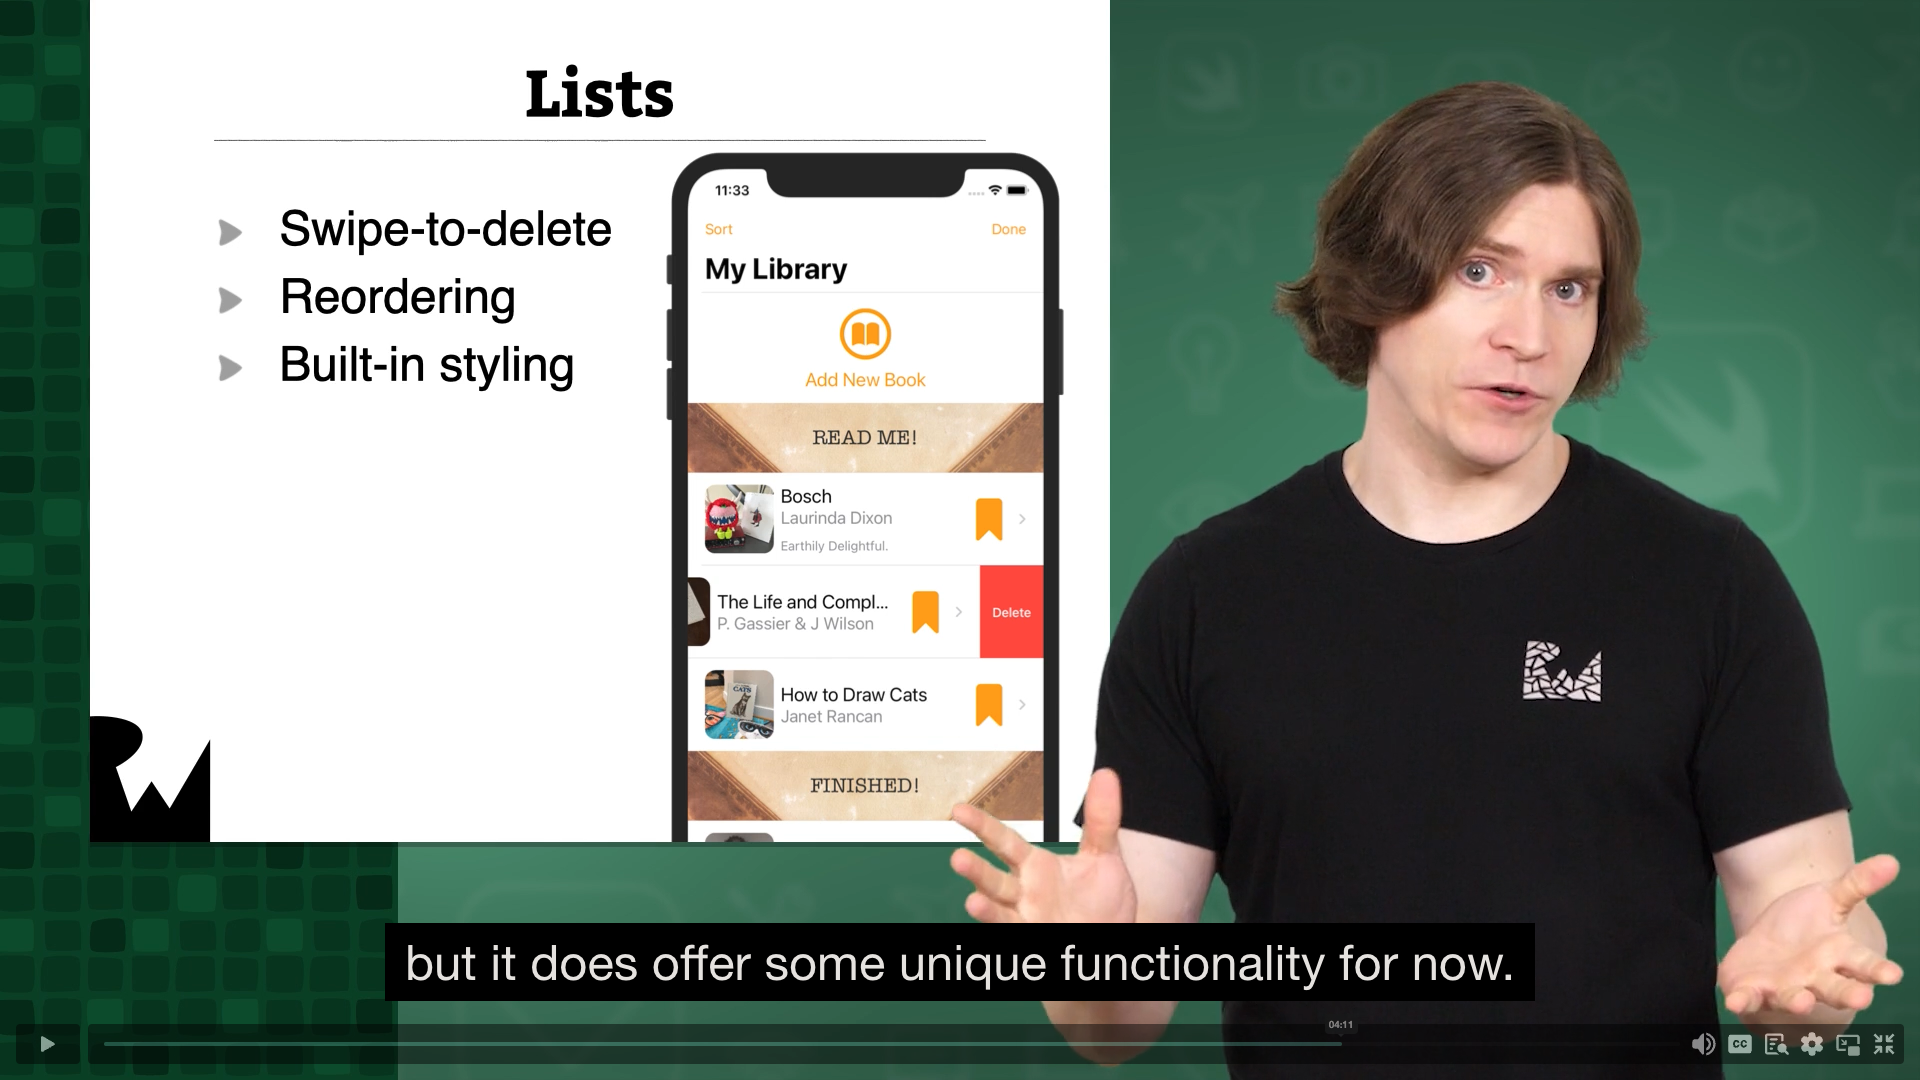 Lists
Swipe-to-delete
Reordering
Built-in styling
11:33
Sort
Done
My Library
Add New Book
READ ME!
Bosch
Laurinda Dixon
Earthily Delightful.
The Life and Compl...
P. Gassier & J Wilson
Delete
How to Draw Cats
Janet Rancan
FINISHED!
but it does offer some unique functionality for now.
04:11
CC